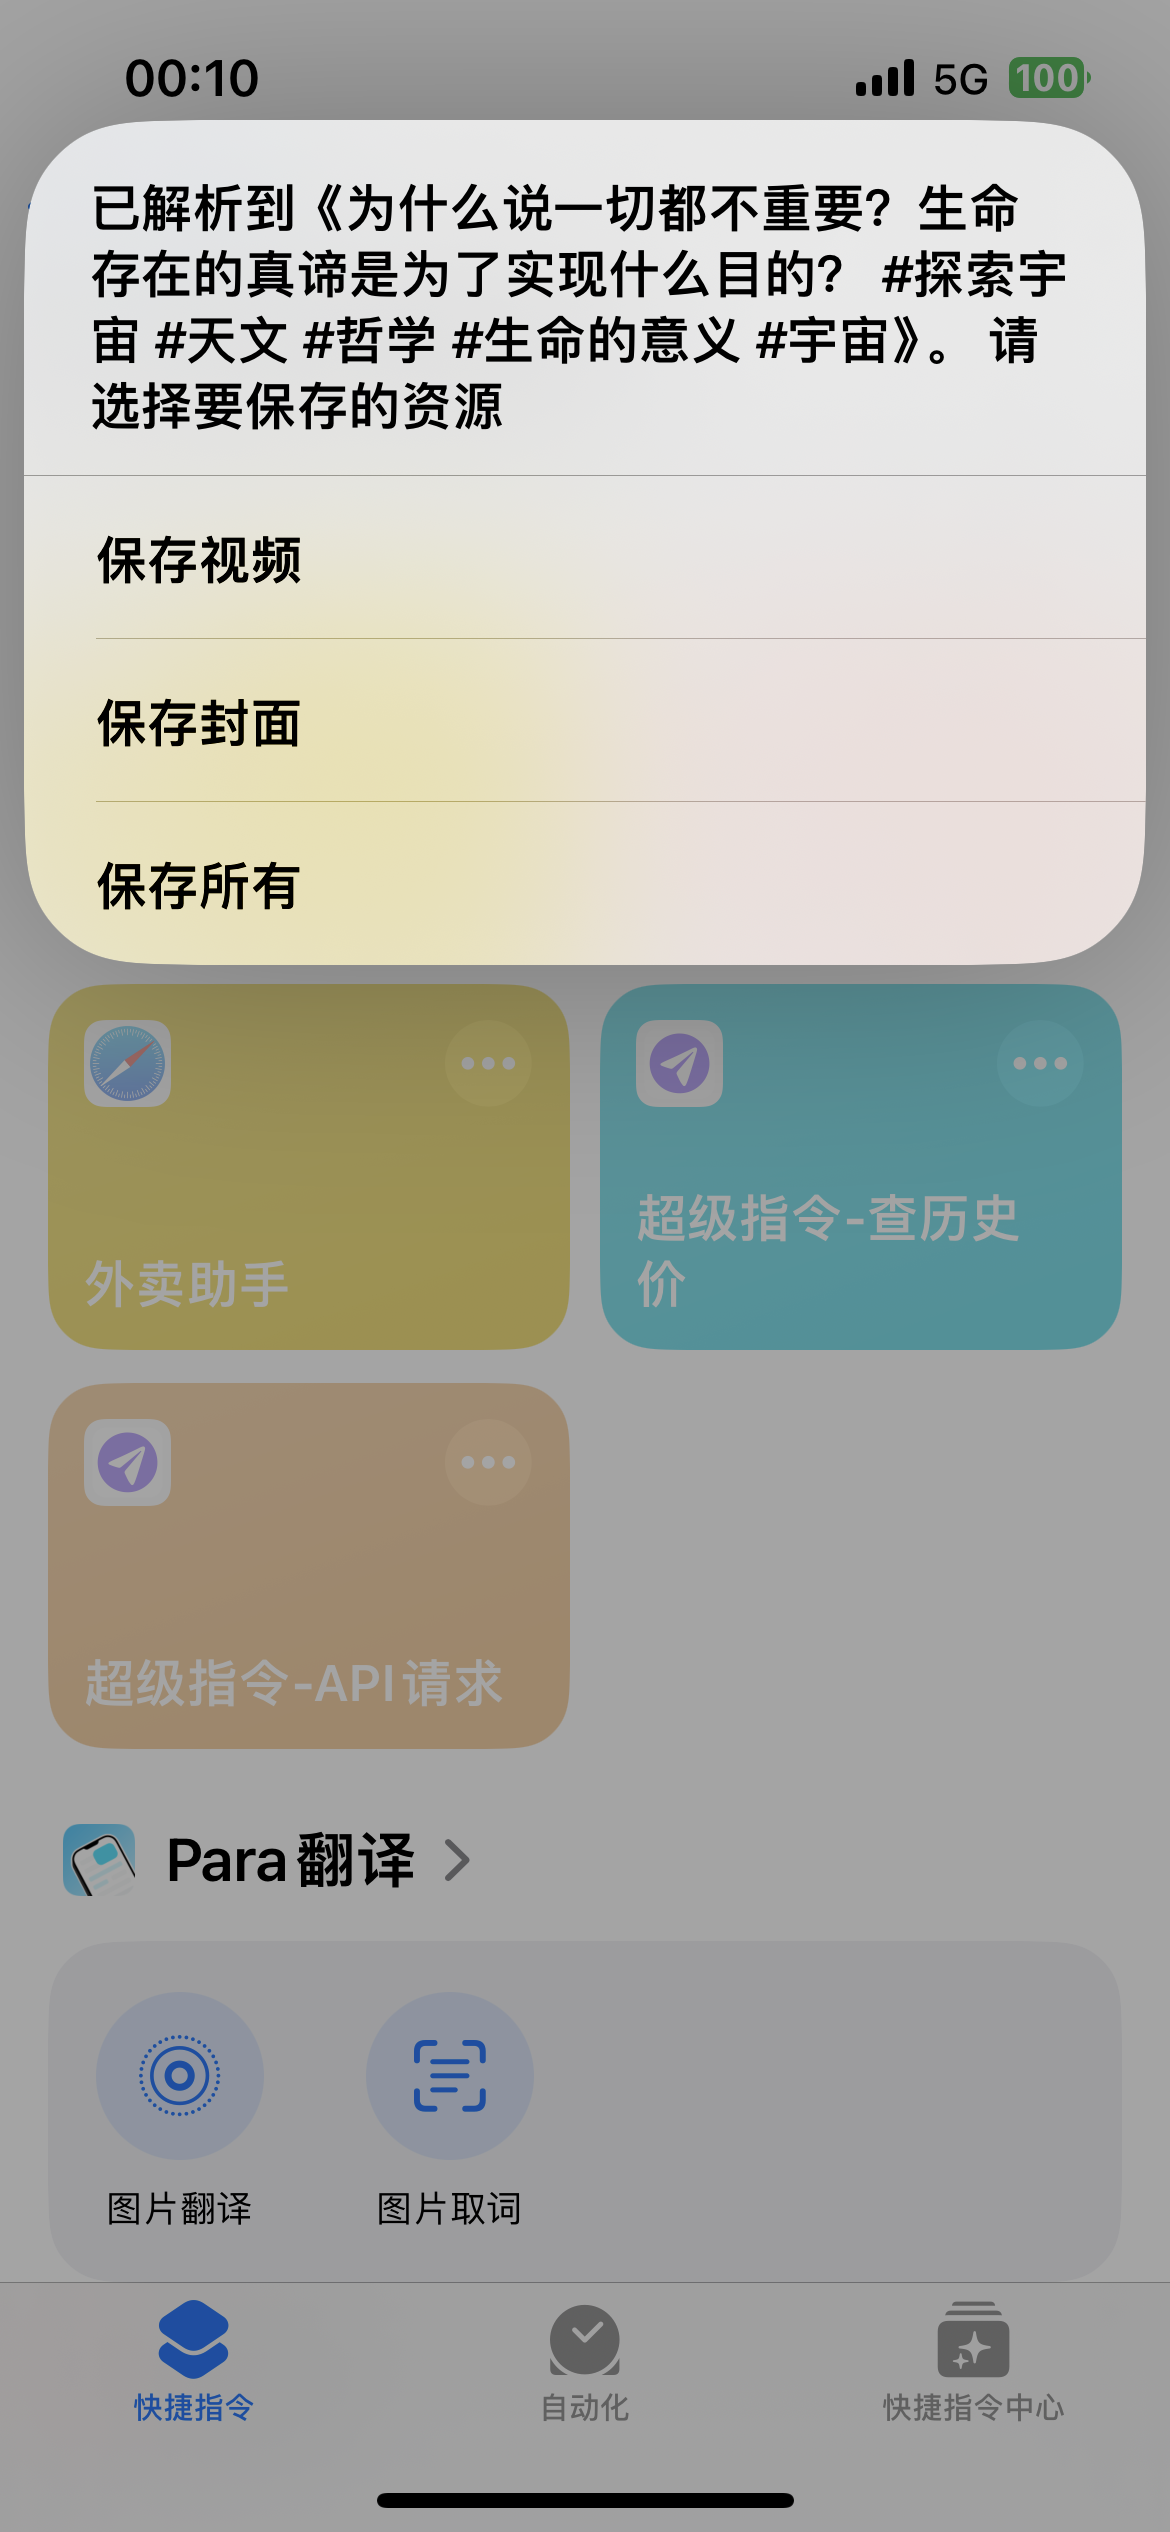 00:10
5G
100
已解析到《为什么说一切都不重要？生命
存在的真谛是为了实现什么目的？ #探索宇
宙 #天文 #哲学 #生命的意义 #宇宙》。 请
选择要保存的资源
保存视频
保存封面
保存所有
外卖助手
超级指令-查历史
价
超级指令-API请求
Para翻译
图片翻译
图片取词
快捷指令
自动化
快捷指令中心